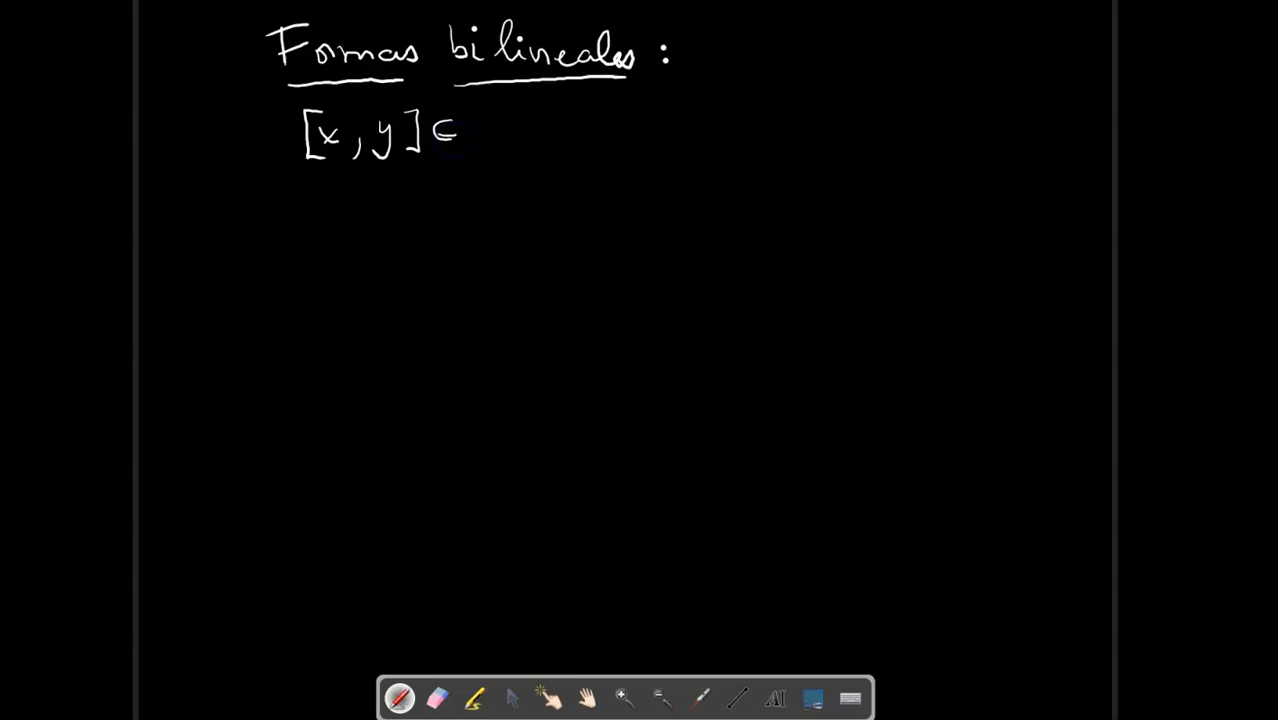 Formas bilineales :
[x, y] ∈